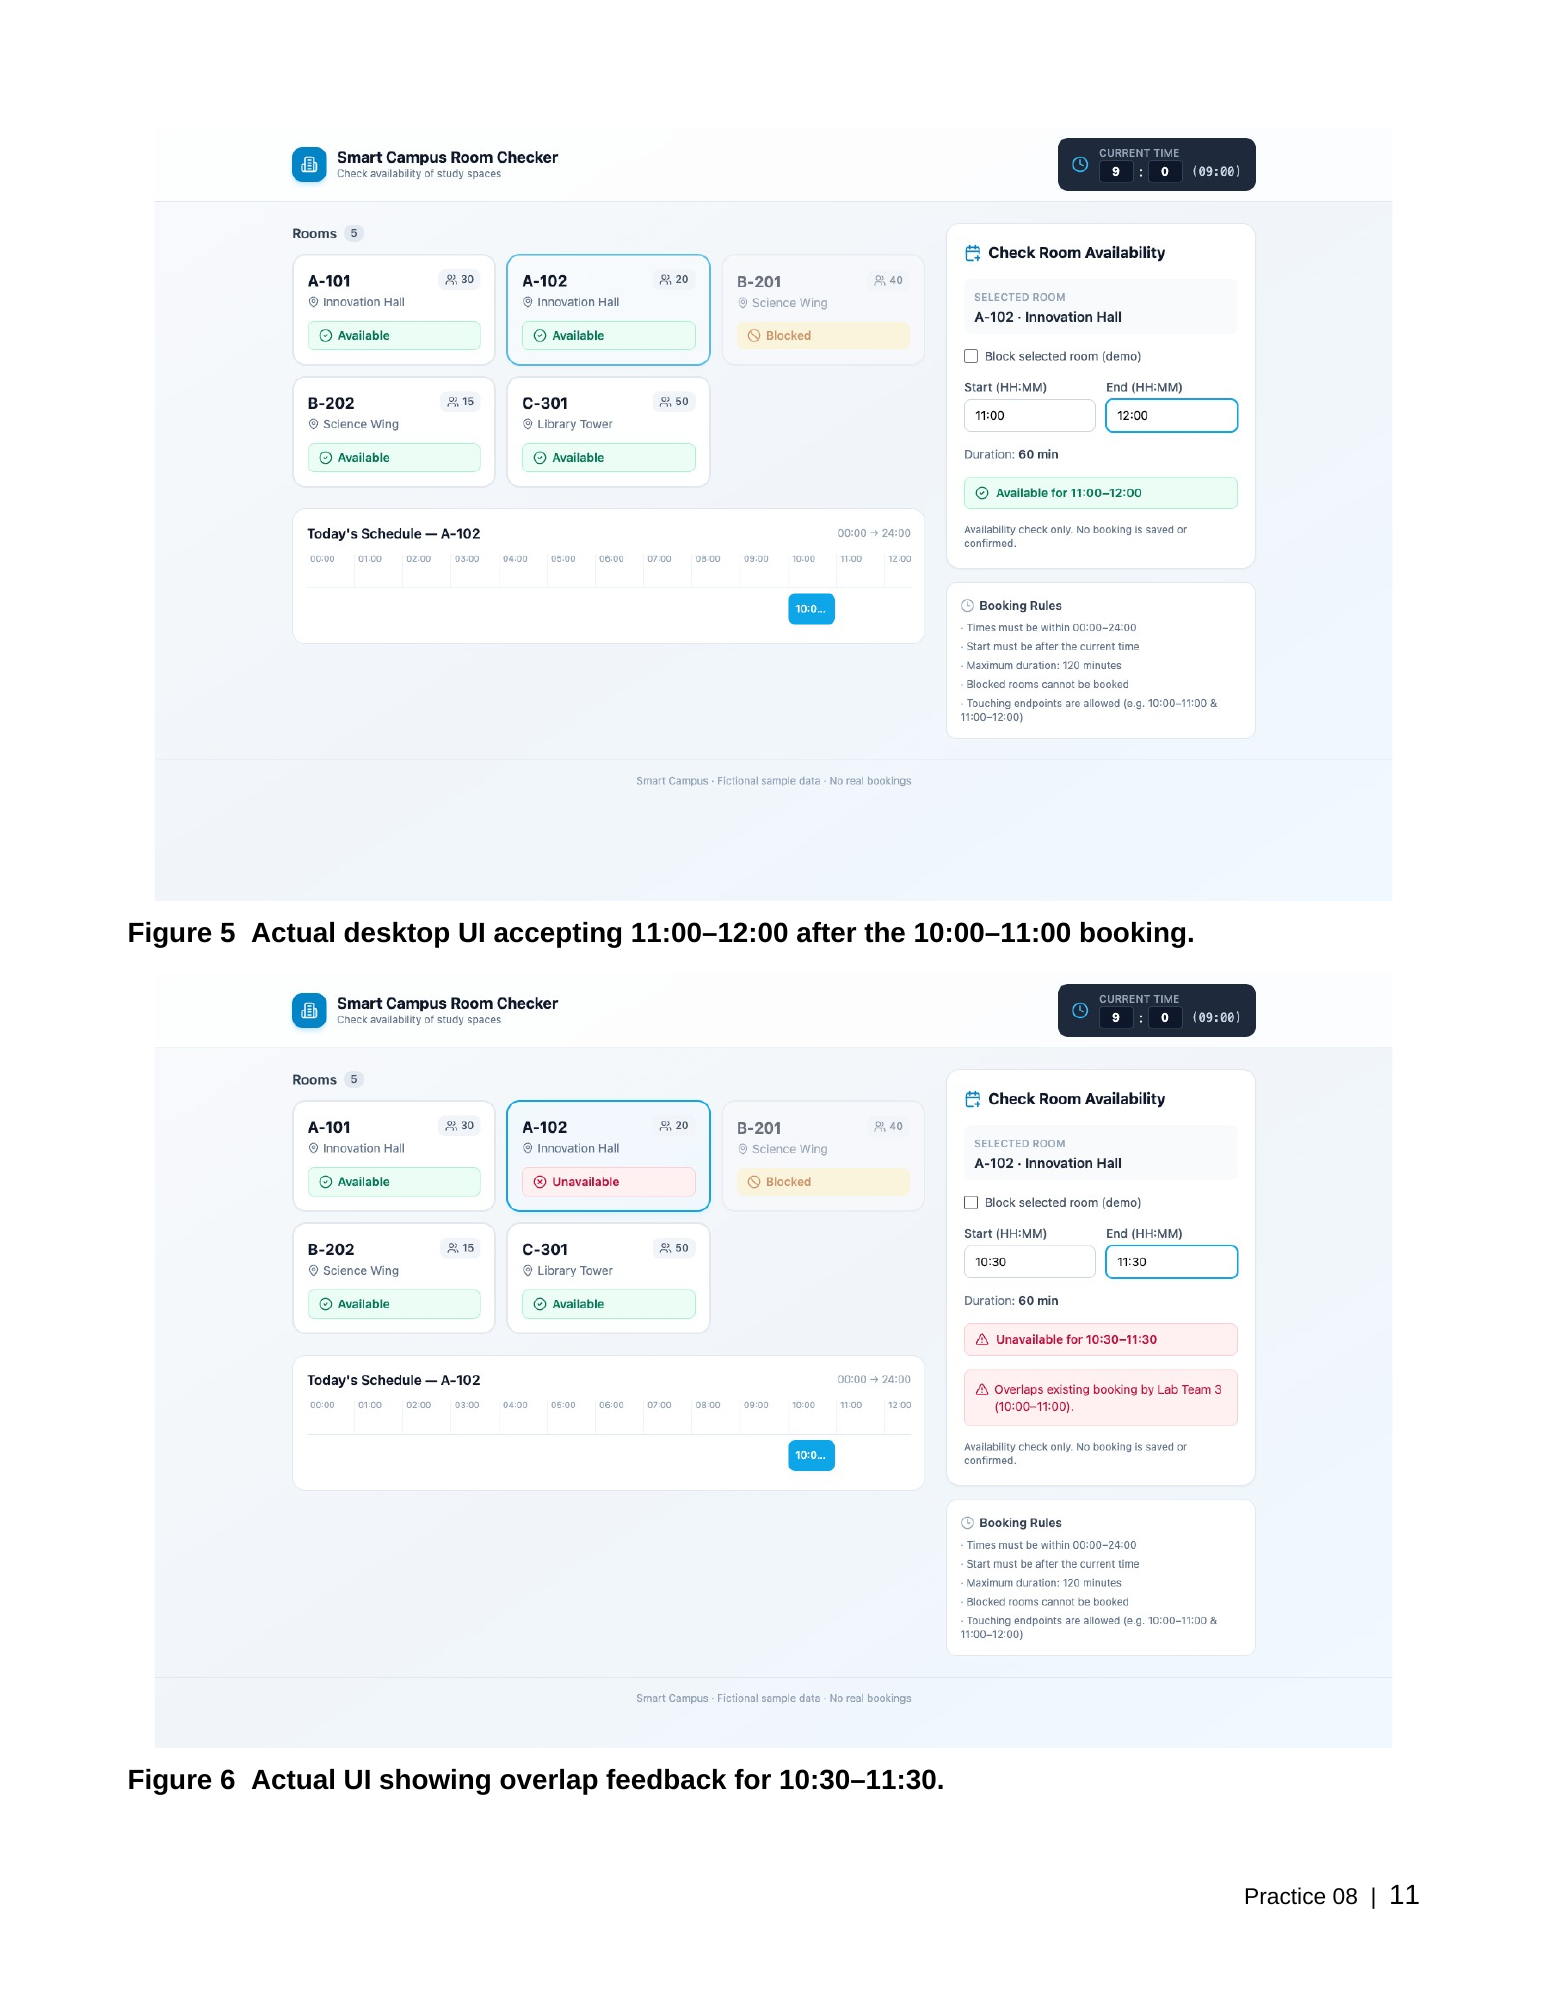 Smart Campus Room Checker
Check availability of study spaces
CURRENT TIME
9 : 0 (09:00)
Rooms 5
A-101 30
Innovation Hall
Available
A-102 20
Innovation Hall
Available
B-201 40
Science Wing
Blocked
B-202 15
Science Wing
Available
C-301 50
Library Tower
Available
Today's Schedule — A-102 00:00 → 24:00
00:00 01:00 02:00 03:00 04:00 05:00 06:00 07:00 08:00 09:00 10:00 11:00 12:00
10:0...
Check Room Availability
SELECTED ROOM
A-102 · Innovation Hall
Block selected room (demo)
Start (HH:MM) End (HH:MM)
11:00 12:00
Duration: 60 min
Available for 11:00–12:00
Availability check only. No booking is saved or
confirmed.
Booking Rules
· Times must be within 00:00–24:00
· Start must be after the current time
· Maximum duration: 120 minutes
· Blocked rooms cannot be booked
· Touching endpoints are allowed (e.g. 10:00–11:00 &
11:00–12:00)
Smart Campus · Fictional sample data · No real bookings
Figure 5 Actual desktop UI accepting 11:00–12:00 after the 10:00–11:00 booking.
Smart Campus Room Checker
Check availability of study spaces
CURRENT TIME
9 : 0 (09:00)
Rooms 5
A-101 30
Innovation Hall
Available
A-102 20
Innovation Hall
Unavailable
B-201 40
Science Wing
Blocked
B-202 15
Science Wing
Available
C-301 50
Library Tower
Available
Today's Schedule — A-102 00:00 → 24:00
00:00 01:00 02:00 03:00 04:00 05:00 06:00 07:00 08:00 09:00 10:00 11:00 12:00
10:0...
Check Room Availability
SELECTED ROOM
A-102 · Innovation Hall
Block selected room (demo)
Start (HH:MM) End (HH:MM)
10:30 11:30
Duration: 60 min
Unavailable for 10:30–11:30
Overlaps existing booking by Lab Team 3
(10:00–11:00).
Availability check only. No booking is saved or
confirmed.
Booking Rules
· Times must be within 00:00–24:00
· Start must be after the current time
· Maximum duration: 120 minutes
· Blocked rooms cannot be booked
· Touching endpoints are allowed (e.g. 10:00–11:00 &
11:00–12:00)
Smart Campus · Fictional sample data · No real bookings
Figure 6 Actual UI showing overlap feedback for 10:30–11:30.
Practice 08 | 11